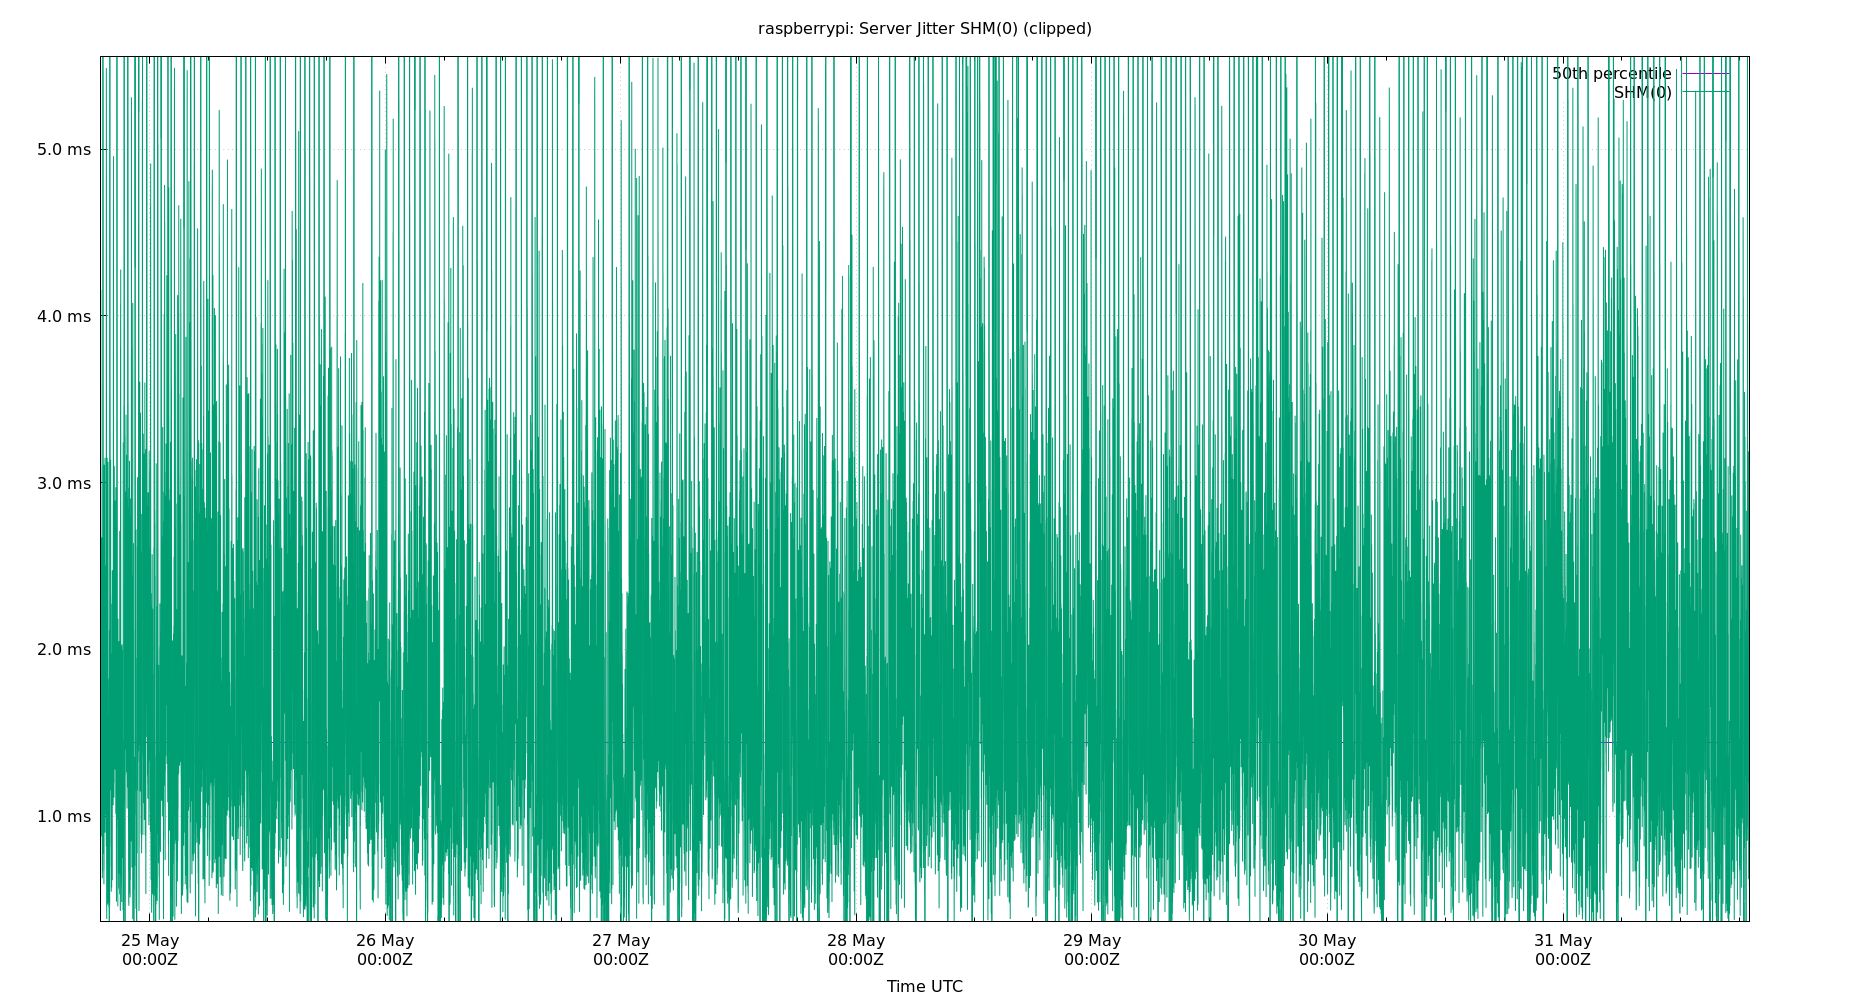 raspberrypi: Server Jitter SHM(0) (clipped)
50th percentile
SHM(0)
5.0 ms
4.0 ms
3.0 ms
2.0 ms
1.0 ms
25 May 26 May 27 May 28 May 29 May 30 May 31 May
00:00Z 00:00Z 00:00Z 00:00Z 00:00Z 00:00Z 00:00Z
Time UTC